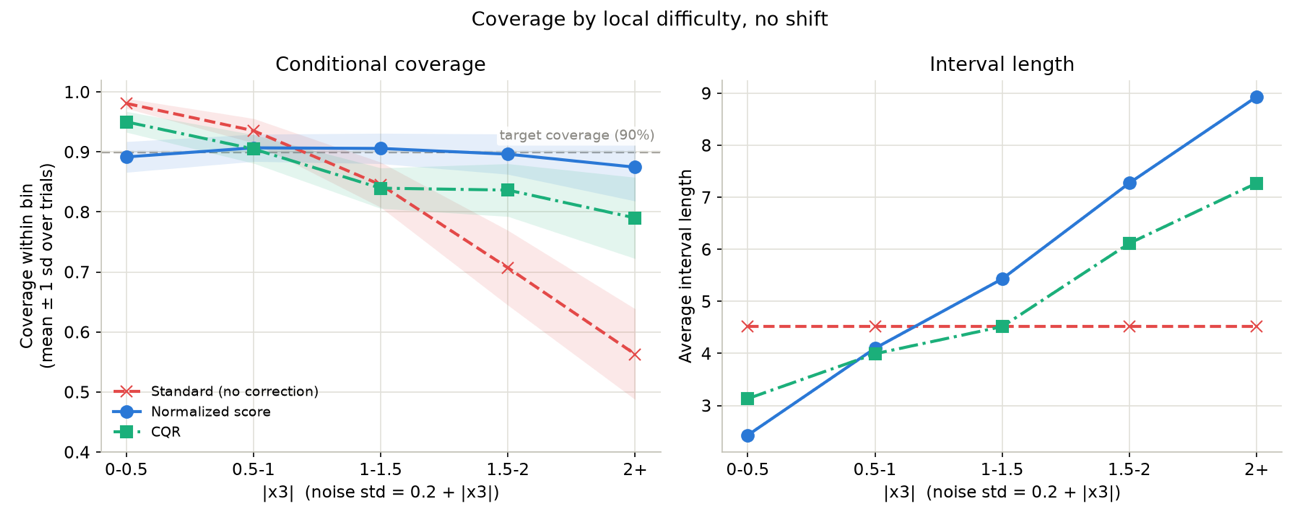 Coverage by local difficulty, no shift
Conditional coverage
Coverage within bin
(mean ± 1 sd over trials)
1.0
0.9
0.8
0.7
0.6
0.5
0.4
target coverage (90%)
Standard (no correction)
Normalized score
CQR
0-0.5
0.5-1
1-1.5
1.5-2
2+
|x3|  (noise std = 0.2 + |x3|)
Interval length
Average interval length
9
8
7
6
5
4
3
0-0.5
0.5-1
1-1.5
1.5-2
2+
|x3|  (noise std = 0.2 + |x3|)